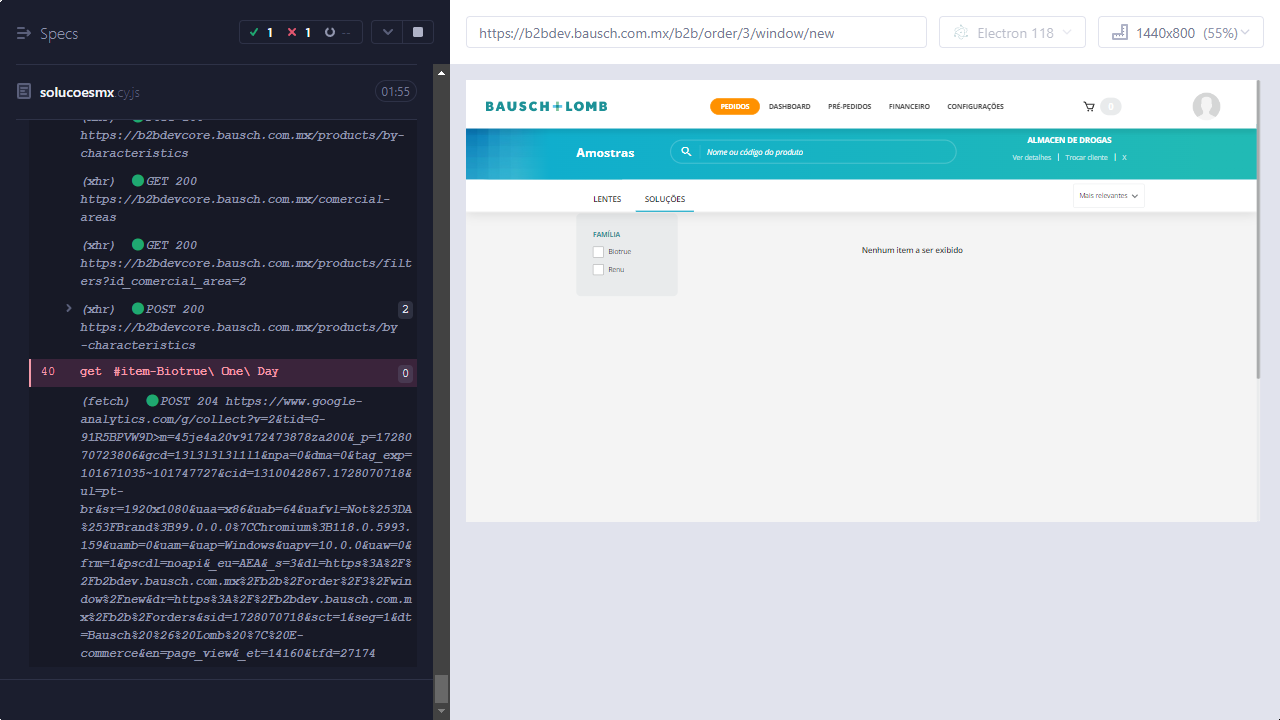 Specs
1 1 --
solucoesmx.cy.js 01:55
https://b2bdevcore.bausch.com.mx/products/by-
characteristics
(xhr) GET 200
https://b2bdevcore.bausch.com.mx/comercial-
areas
(xhr) GET 200
https://b2bdevcore.bausch.com.mx/products/filt
ers?id_comercial_area=2
(xhr) POST 200 2
https://b2bdevcore.bausch.com.mx/products/by
-characteristics
40 get #item-Biotrue\ One\ Day 0
(fetch) POST 204 https://www.google-
analytics.com/g/collect?v=2&tid=G-
91R5BPVW9D>m=45je4a20v9172473878za200&_p=1728
070723806&gcd=13l3l3l3l1l1&npa=0&dma=0&tag_exp=
101671035~101747727&cid=1310042867.1728070718&
ul=pt-
br&sr=1920x1080&uaa=x86&uab=64&uafvl=Not%253DA
%253FBrand%3B99.0.0.0%7CChromium%3B118.0.5993.
159&uamb=0&uam=&uap=Windows&uapv=10.0.0&uaw=0&
frm=1&pscdl=noapi&_eu=AEA&_s=3&dl=https%3A%2F%
2Fb2bdev.bausch.com.mx%2Fb2b%2Forder%2F3%2Fwin
dow%2Fnew&dr=https%3A%2F%2Fb2bdev.bausch.com.m
x%2Fb2b%2Forders&sid=1728070718&sct=1&seg=1&dt
=Bausch%20%26%20Lomb%20%7C%20E-
commerce&en=page_view&_et=14160&tfd=27174
https://b2bdev.bausch.com.mx/b2b/order/3/window/new
Electron 118
1440x800 (55%)
BAUSCH+LOMB
PEDIDOS DASHBOARD PRÉ-PEDIDOS FINANCEIRO CONFIGURAÇÕES 0
Amostras
Nome ou código do produto
ALMACEN DE DROGAS
Ver detalhes | Trocar cliente | X
LENTES SOLUÇÕES
Mais relevantes
FAMÍLIA
Biotrue
Renu
Nenhum item a ser exibido